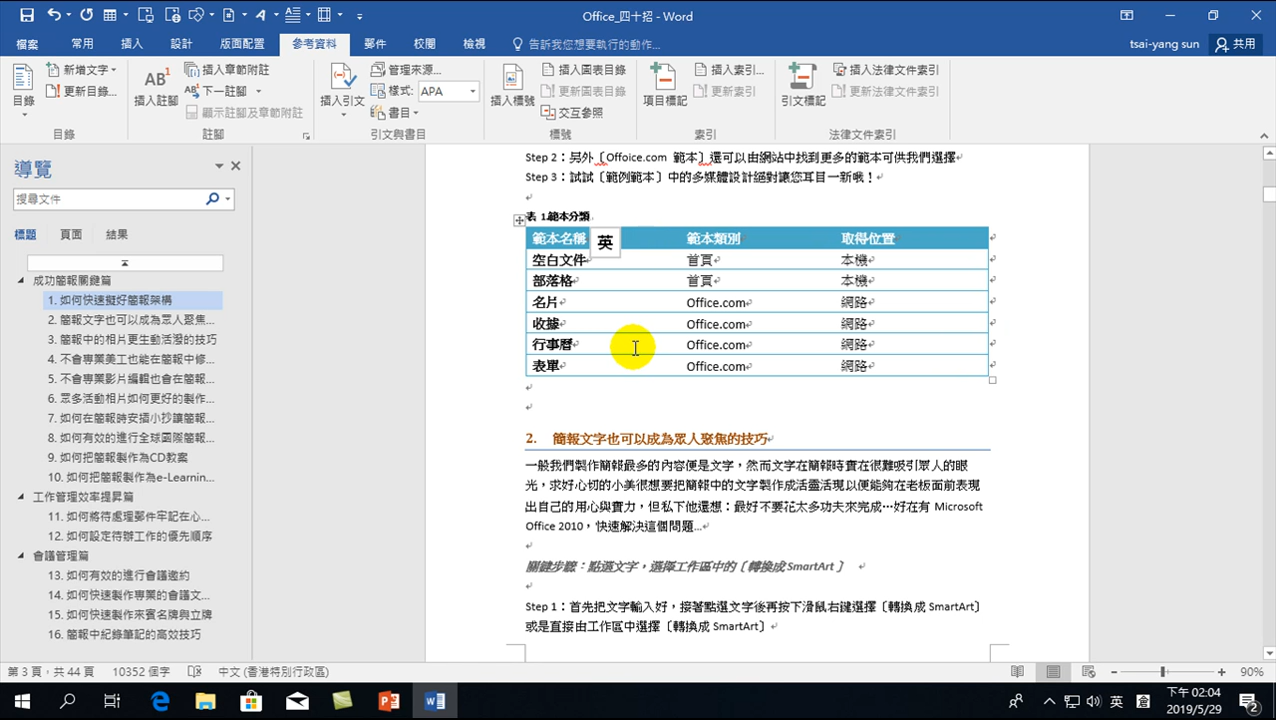 Office_四十招 - Word
檔案 常用 插入 設計 版面配置 參考資料 郵件 校閱 檢視 告訴我您想要執行的動作... tsai-yang sun 共用
目錄 新增文字 更新目錄... 目錄
AB1 插入註腳 插入章節附註 下一註腳 顯示註腳及章節附註 註腳
插入引文 管理來源... 樣式: APA 書目 引文與書目
插入標號 插入圖表目錄 更新圖表目錄 交互參照 標號
項目標記 插入索引... 更新索引 索引
引文標記 插入法律文件索引 更新法律文件索引 法律文件索引
導覽
搜尋文件
標題 頁面 結果
成功簡報關鍵篇
1. 如何快速擬好簡報架構
2. 簡報文字也可以成為眾人聚焦...
3. 簡報中的相片更生動活潑的技巧
4. 不會專業美工也能在簡報中修...
5. 不會專業影片編輯也會在簡報...
6. 眾多活動相片如何更好的製作...
7. 如何在簡報時安插小抄讓簡報...
8. 如何有效的進行全球團隊簡報...
9. 如何把簡報製作為CD教案
10. 如何把簡報製作為e-Learnin...
工作管理效率提昇篇
11. 如何將待處理郵件牢記在心...
12. 如何設定待辦工作的優先順序
會議管理篇
13. 如何有效的進行會議邀約
14. 如何快速製作專業的會議文...
15. 如何快速製作來賓名牌與立牌
16. 簡報中紀錄筆記的高效技巧
Step 2：另外〔Offoice.com 範本〕還可以由網站中找到更多的範本可供我們選擇
Step 3：試試〔範例範本〕中的多媒體設計絕對讓您耳目一新哦！
表 1.範本分類
範本名稱 範本類別 取得位置
英
空白文件 首頁 本機
部落格 首頁 本機
名片 Office.com 網路
收據 Office.com 網路
行事曆 Office.com 網路
表單 Office.com 網路
2. 簡報文字也可以成為眾人聚焦的技巧
一般我們製作簡報最多的內容便是文字，然而文字在簡報時實在很難吸引眾人的眼
光，求好心切的小美很想要把簡報中的文字製作成活靈活現以便能夠在老板面前表現
出自己的用心與實力，但私下他還想：最好不要花太多功夫來完成…好在有 Microsoft
Office 2010，快速解決這個問題...
關鍵步驟：點選文字，選擇工作區中的〔轉換成 SmartArt〕
Step 1：首先把文字輸入好，接著點選文字後再按下滑鼠右鍵選擇〔轉換成 SmartArt〕
或是直接由工作區中選擇〔轉換成 SmartArt〕
第 3 頁，共 44 頁 10352 個字 中文 (香港特別行政區) 90%
英 倉 下午 02:04
2019/5/29 2